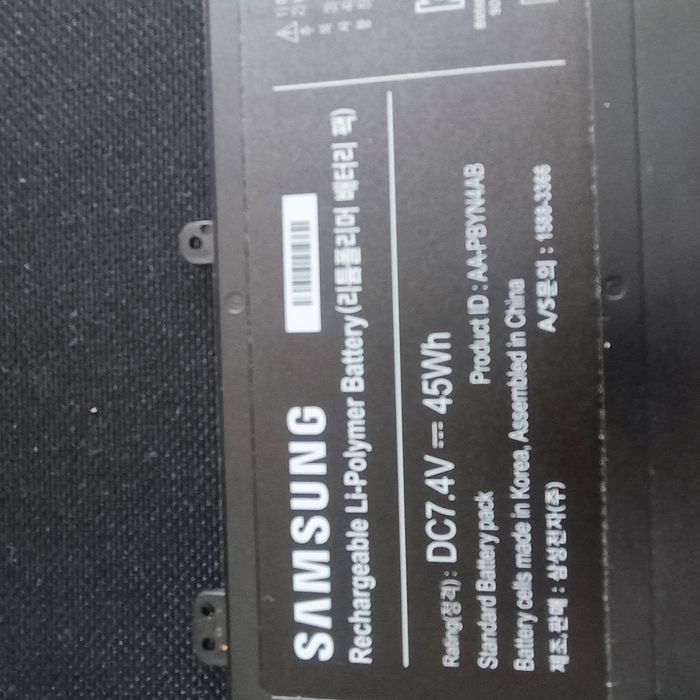 SAMSUNG
Rechargeable Li-Polymer Battery(리튬폴리머 배터리 팩)
Rating(정격) : DC7.4V ⎓ 45Wh
Standard Battery pack Product ID : AA-PBYN4AB
Battery cells made in Korea, Assembled in China
제조,판매 : 삼성전자(주) A/S문의 : 1588-3366